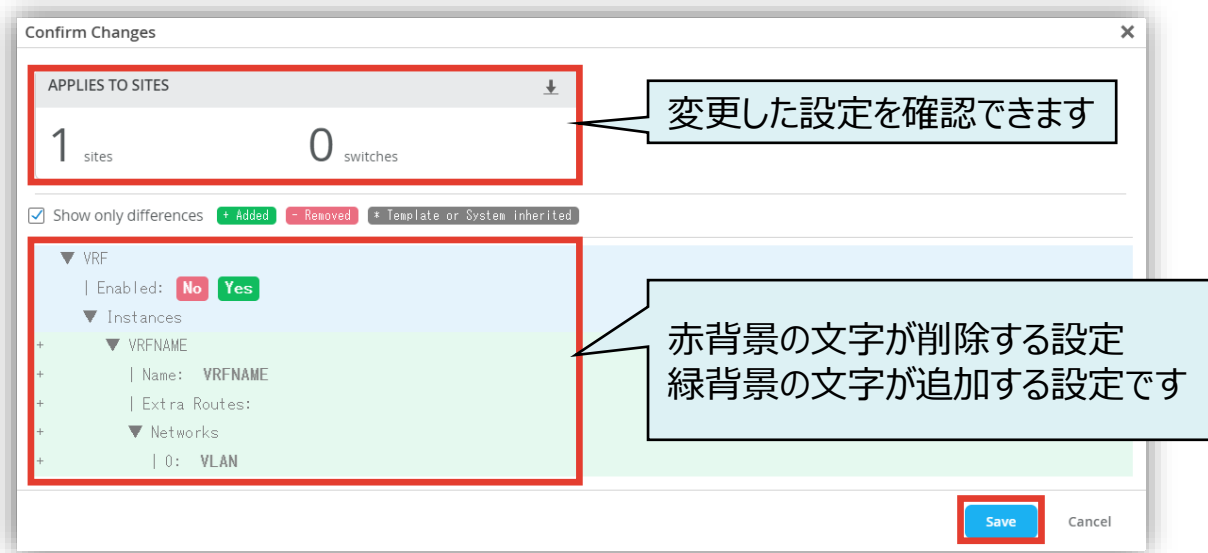 Confirm Changes
APPLIES TO SITES
1 sites 0 switches
変更した設定を確認できます
Show only differences + Added - Removed * Template or System inherited
▼ VRF
| Enabled: No Yes
▼ Instances
+ ▼ VRFNAME
+ | Name: VRFNAME
+ | Extra Routes:
+ ▼ Networks
+ | 0: VLAN
赤背景の文字が削除する設定
緑背景の文字が追加する設定です
Save Cancel